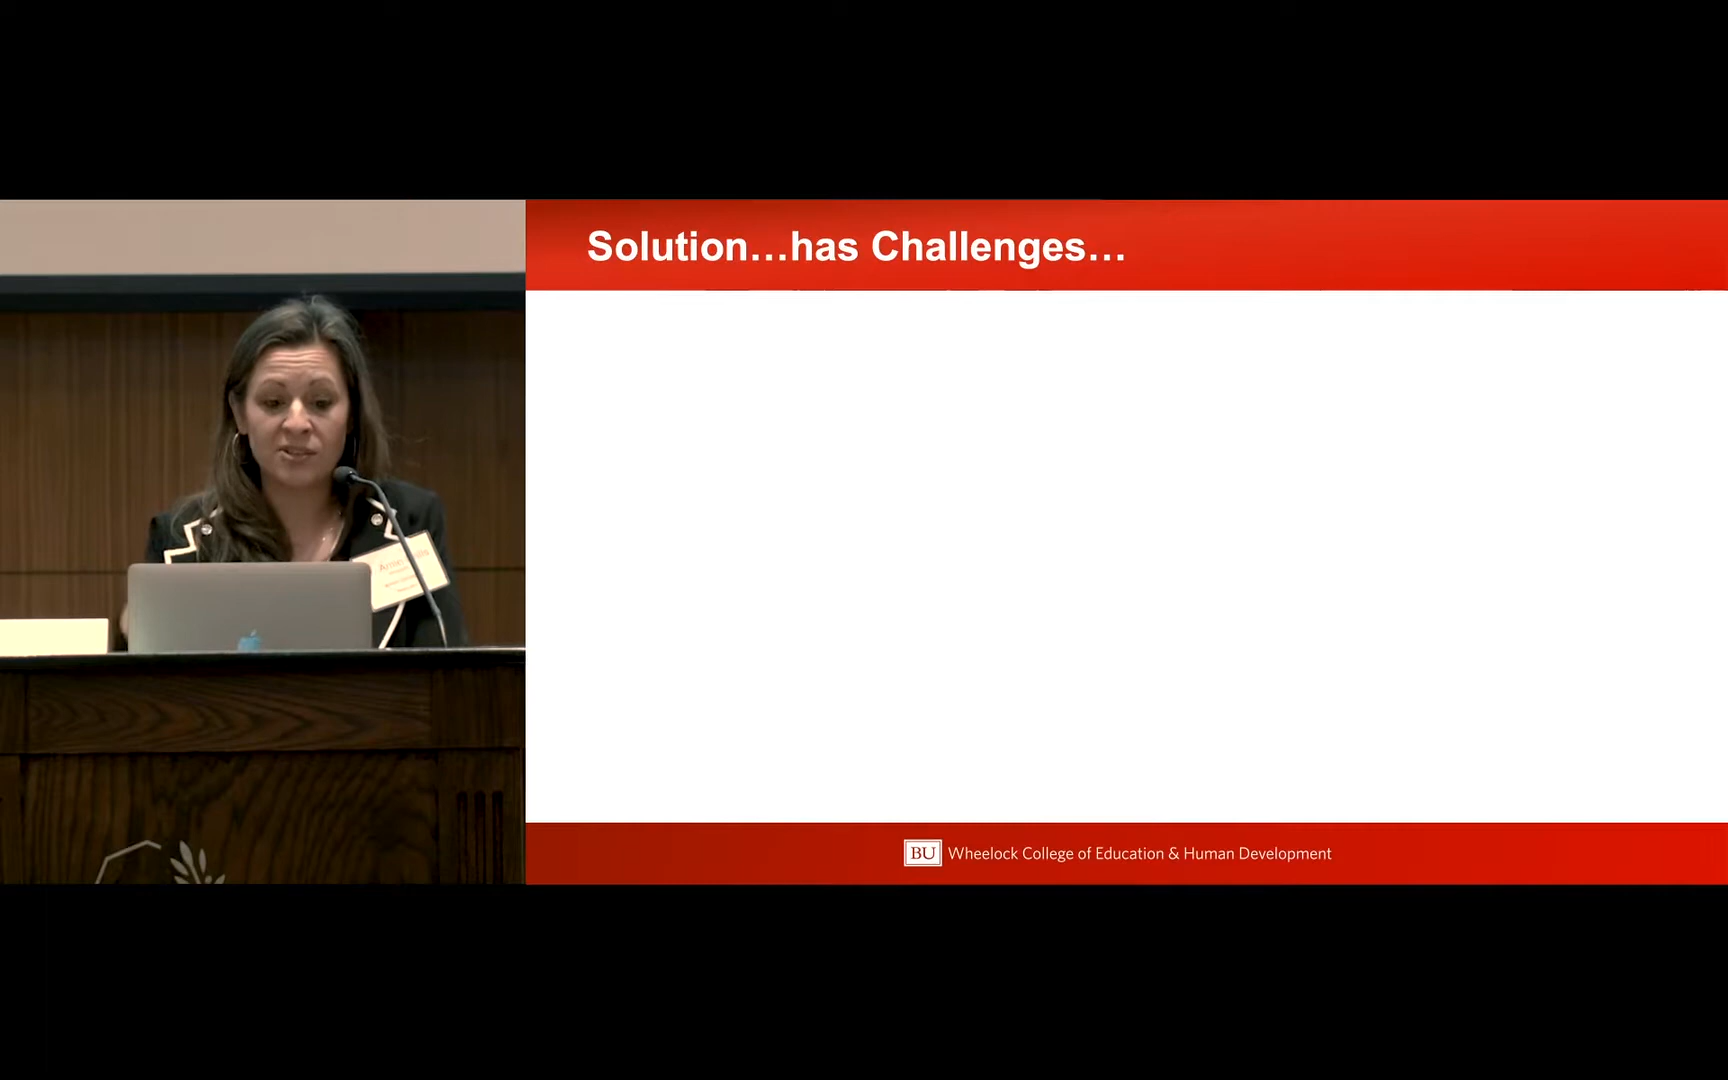 Solution...has Challenges...
BU Wheelock College of Education & Human Development